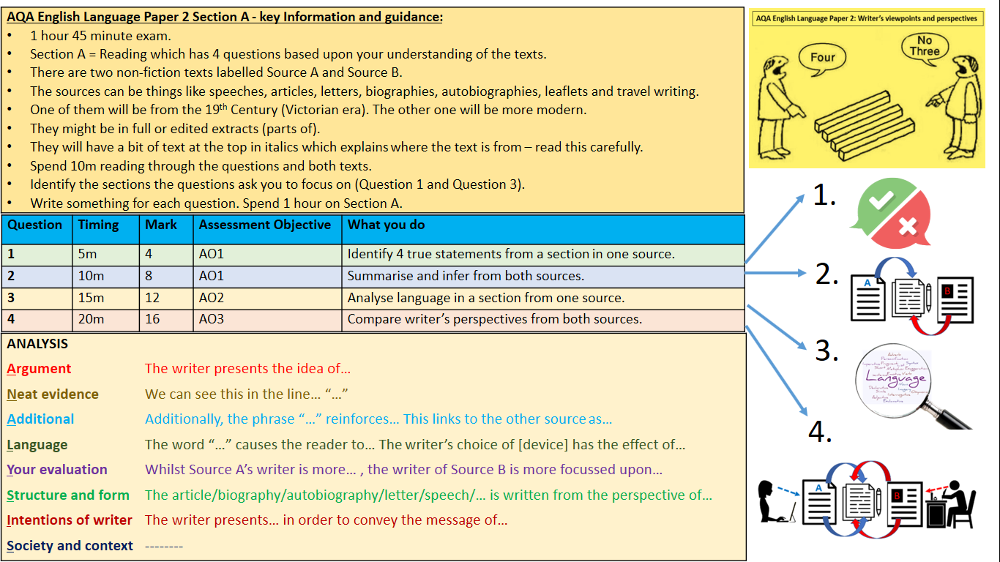 AQA English Language Paper 2 Section A - key Information and guidance:
• 1 hour 45 minute exam.
• Section A = Reading which has 4 questions based upon your understanding of the texts.
• There are two non-fiction texts labelled Source A and Source B.
• The sources can be things like speeches, articles, letters, biographies, autobiographies, leaflets and travel writing.
• One of them will be from the 19th Century (Victorian era). The other one will be more modern.
• They might be in full or edited extracts (parts of).
• They will have a bit of text at the top in italics which explains where the text is from – read this carefully.
• Spend 10m reading through the questions and both texts.
• Identify the sections the questions ask you to focus on (Question 1 and Question 3).
• Write something for each question. Spend 1 hour on Section A.
Question Timing Mark Assessment Objective What you do
1 5m 4 AO1 Identify 4 true statements from a section in one source.
2 10m 8 AO1 Summarise and infer from both sources.
3 15m 12 AO2 Analyse language in a section from one source.
4 20m 16 AO3 Compare writer's perspectives from both sources.
ANALYSIS
Argument The writer presents the idea of...
Neat evidence We can see this in the line... "..."
Additional Additionally, the phrase "..." reinforces... This links to the other source as...
Language The word "..." causes the reader to... The writer's choice of [device] has the effect of...
Your evaluation Whilst Source A's writer is more... , the writer of Source B is more focussed upon...
Structure and form The article/biography/autobiography/letter/speech/... is written from the perspective of...
Intentions of writer The writer presents... in order to convey the message of...
Society and context --------
AQA English Language Paper 2: Writer's viewpoints and perspectives
Four
No
Three
1.
2.
A
B
3.
Language
4.
A
B